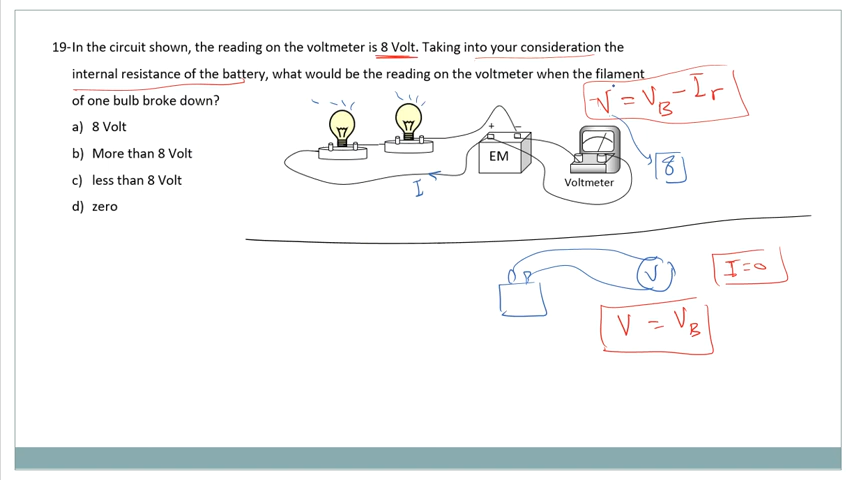 19-In the circuit shown, the reading on the voltmeter is 8 Volt. Taking into your consideration the
internal resistance of the battery, what would be the reading on the voltmeter when the filament
of one bulb broke down?
V = V_B - I r
a) 8 Volt
b) More than 8 Volt
c) less than 8 Volt
d) zero
+ −
EM
Voltmeter
8
I
V
I=0
V = V_B